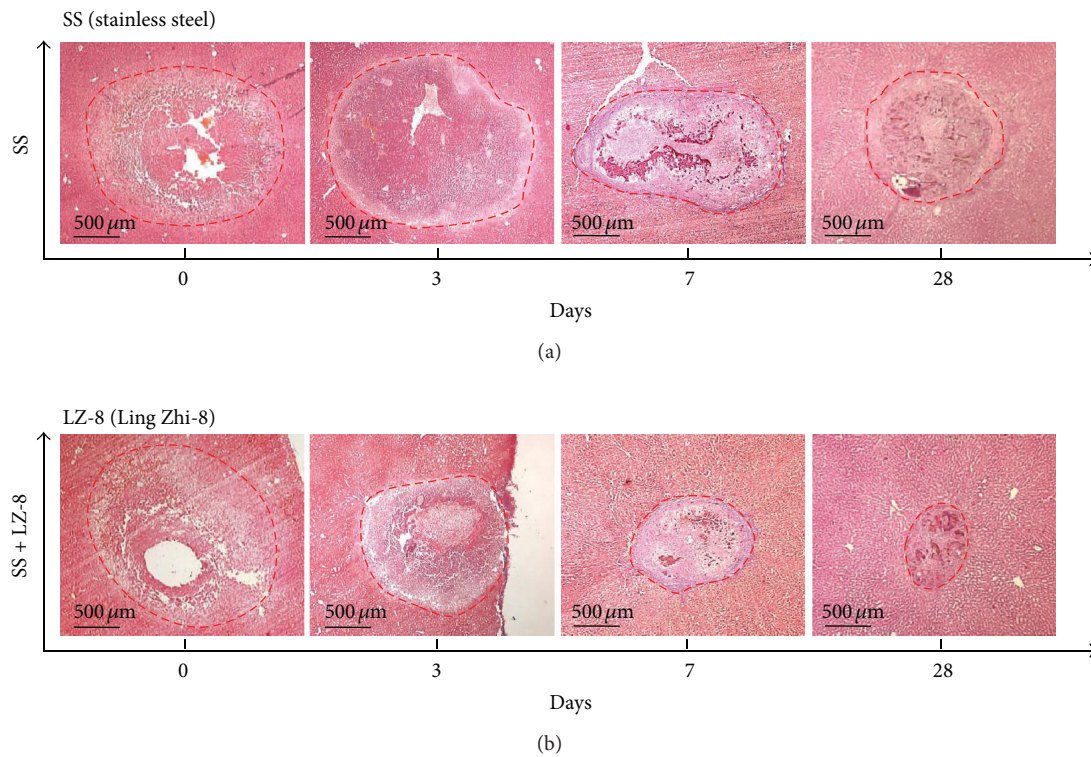 SS (stainless steel)
SS
500 μm
500 μm
500 μm
500 μm
0
3
7
28
Days
(a)
LZ-8 (Ling Zhi-8)
SS + LZ-8
500 μm
500 μm
500 μm
500 μm
0
3
7
28
Days
(b)